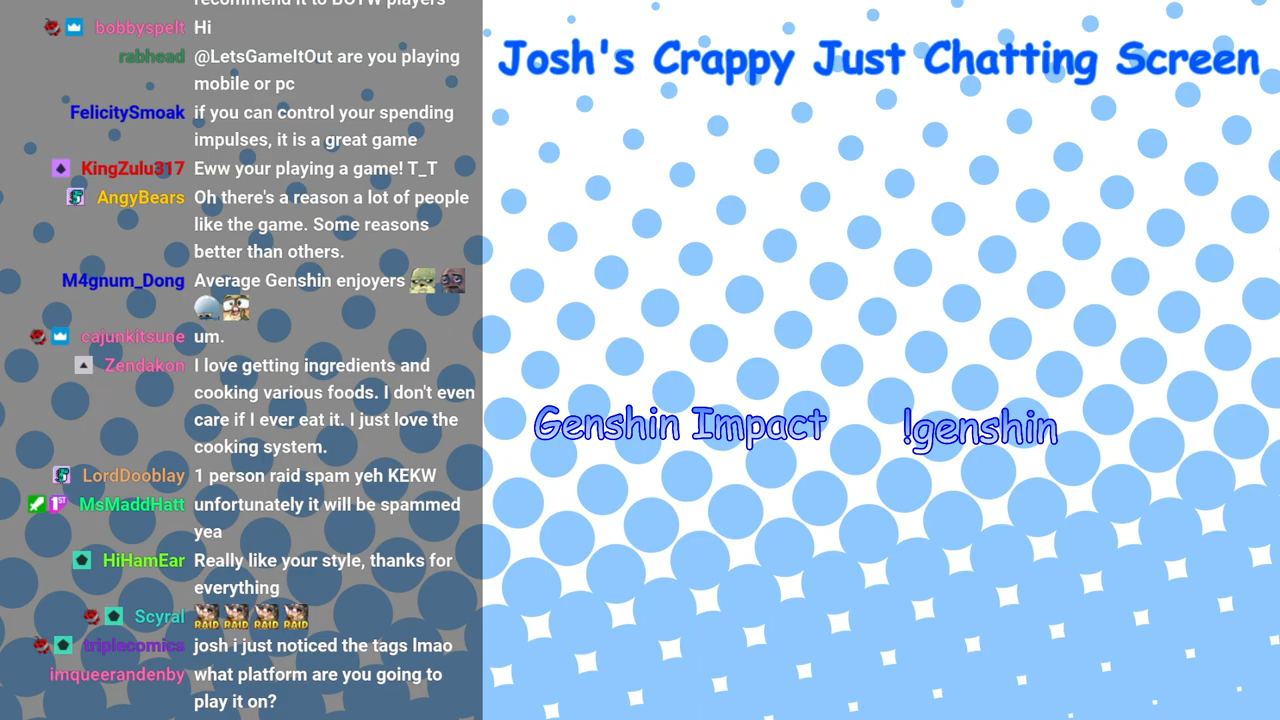 recommend it to BOTW players
bobbyspelt Hi
rabhead @LetsGameItOut are you playing
mobile or pc
FelicitySmoak if you can control your spending
impulses, it is a great game
KingZulu317 Eww your playing a game! T_T
AngyBears Oh there's a reason a lot of people
like the game. Some reasons
better than others.
M4gnum_Dong Average Genshin enjoyers
cajunkitsune um.
Zendakon I love getting ingredients and
cooking various foods. I don't even
care if I ever eat it. I just love the
cooking system.
LordDooblay 1 person raid spam yeh KEKW
1ST MsMaddHatt unfortunately it will be spammed
yea
HiHamEar Really like your style, thanks for
everything
Scyral RAID RAID RAID RAID
triplecomics josh i just noticed the tags lmao
imqueerandenby what platform are you going to
play it on?
Josh's Crappy Just Chatting Screen
Genshin Impact
!genshin